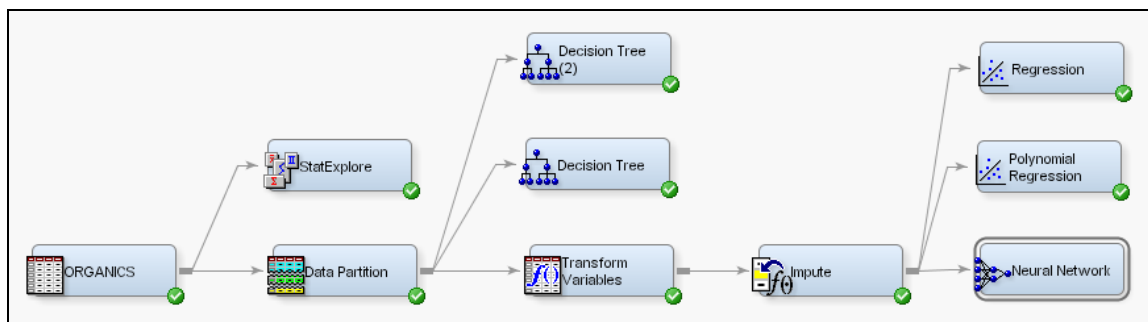 Decision Tree
(2)
Regression
StatExplore
Decision Tree
Polynomial
Regression
ORGANICS
Data Partition
Transform
Variables
Impute
Neural Network